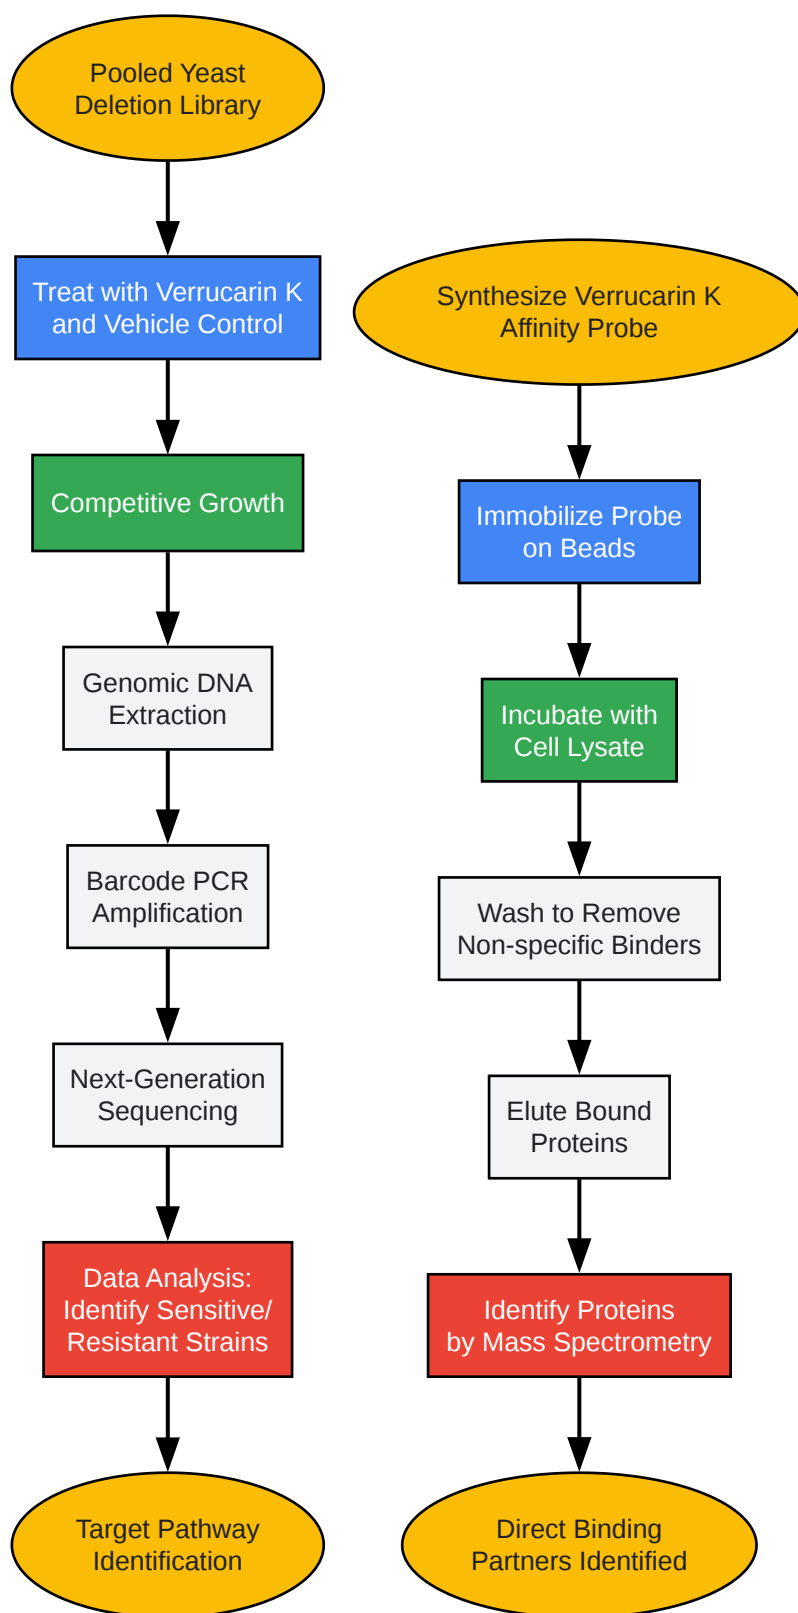 Pooled Yeast
Deletion Library
Treat with Verrucarin K
and Vehicle Control
Competitive Growth
Genomic DNA
Extraction
Barcode PCR
Amplification
Next-Generation
Sequencing
Data Analysis:
Identify Sensitive/
Resistant Strains
Target Pathway
Identification
Synthesize Verrucarin K
Affinity Probe
Immobilize Probe
on Beads
Incubate with
Cell Lysate
Wash to Remove
Non-specific Binders
Elute Bound
Proteins
Identify Proteins
by Mass Spectrometry
Direct Binding
Partners Identified